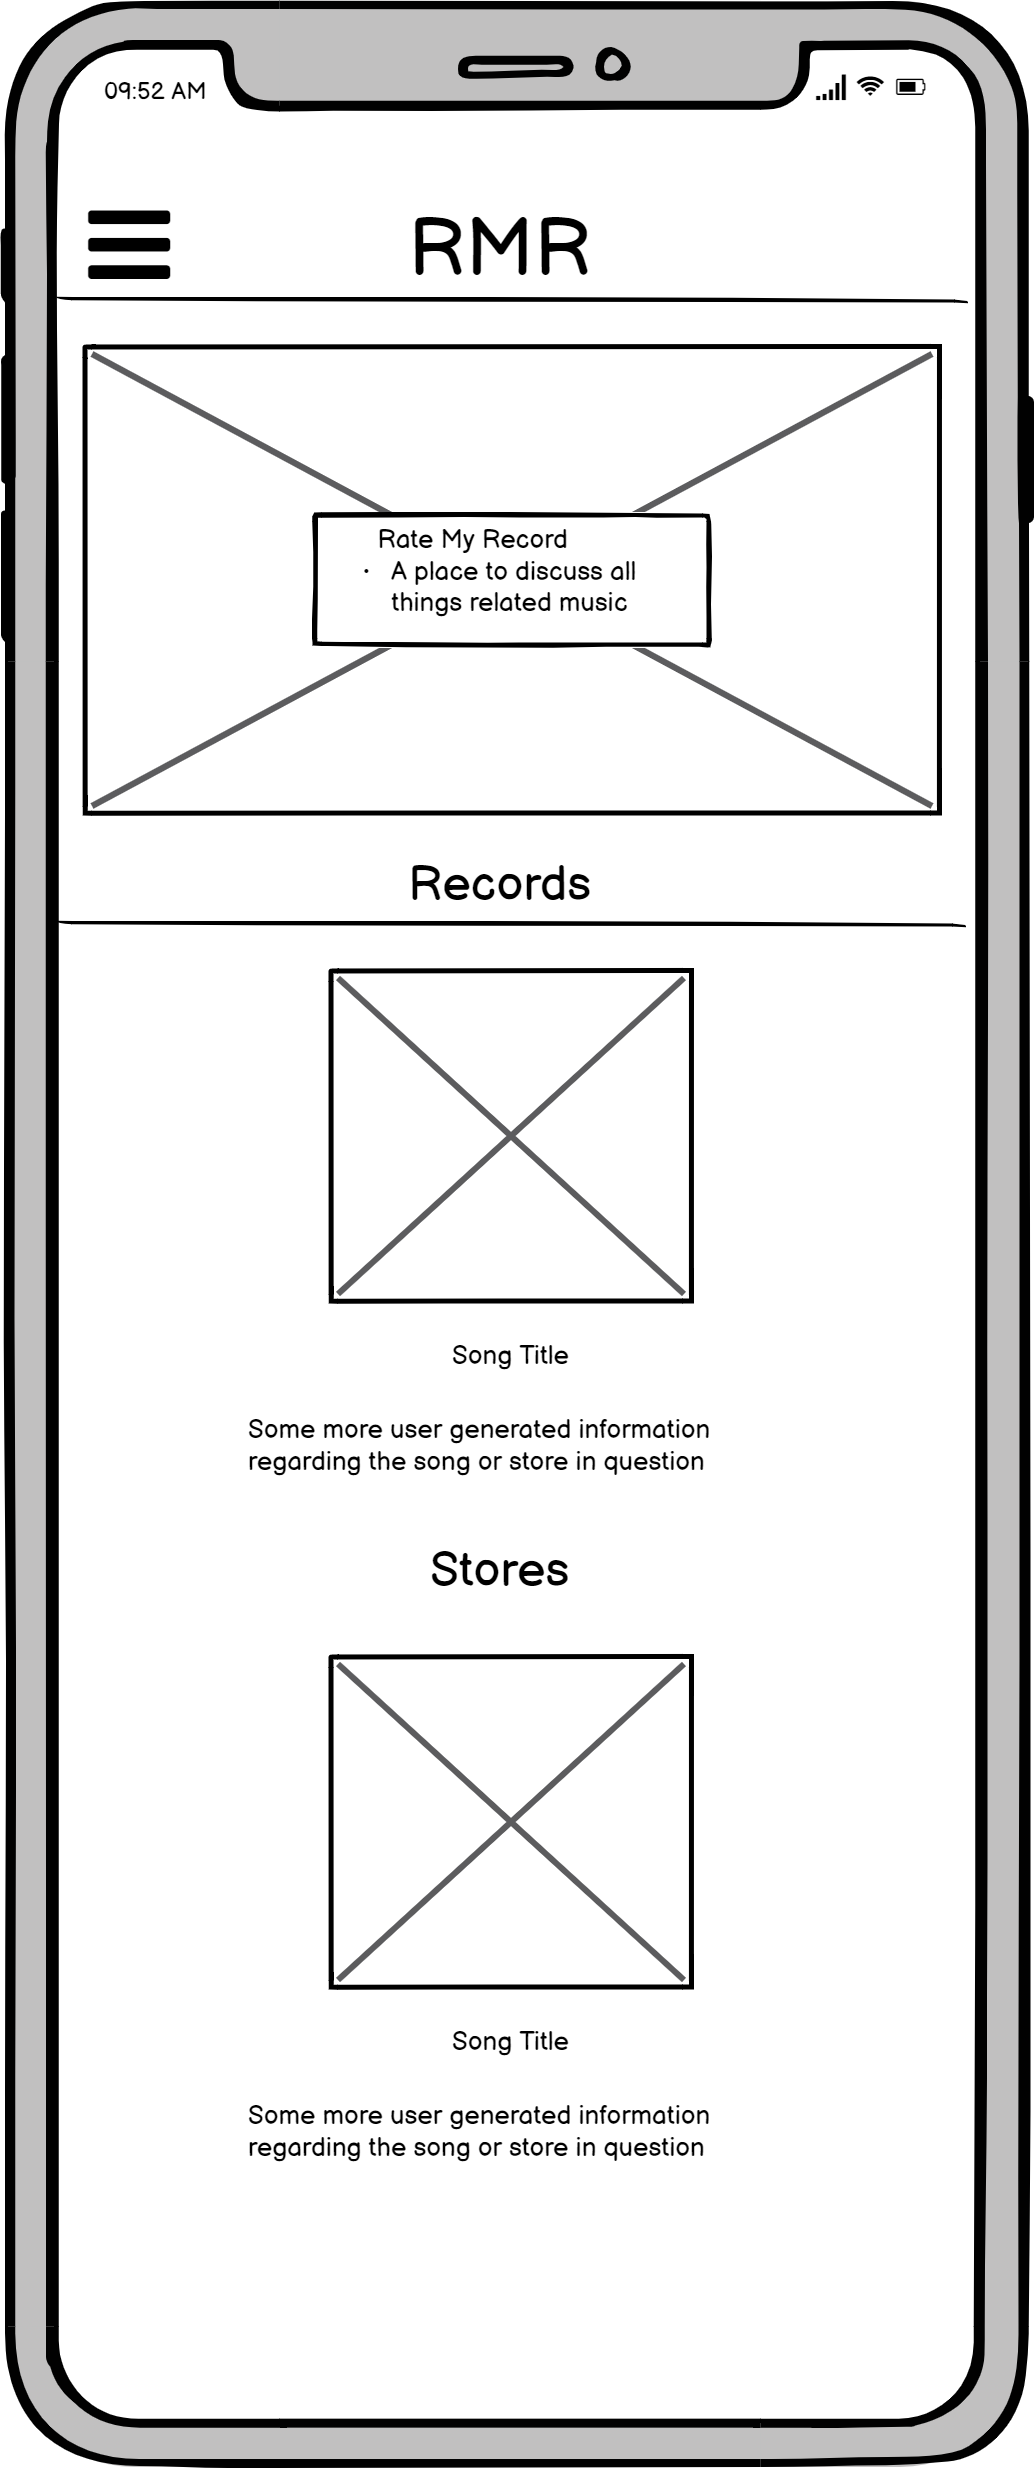 09:52 AM
RMR
Rate My Record
• A place to discuss all
things related music
Records
Song Title
Some more user generated information
regarding the song or store in question
Stores
Song Title
Some more user generated information
regarding the song or store in question